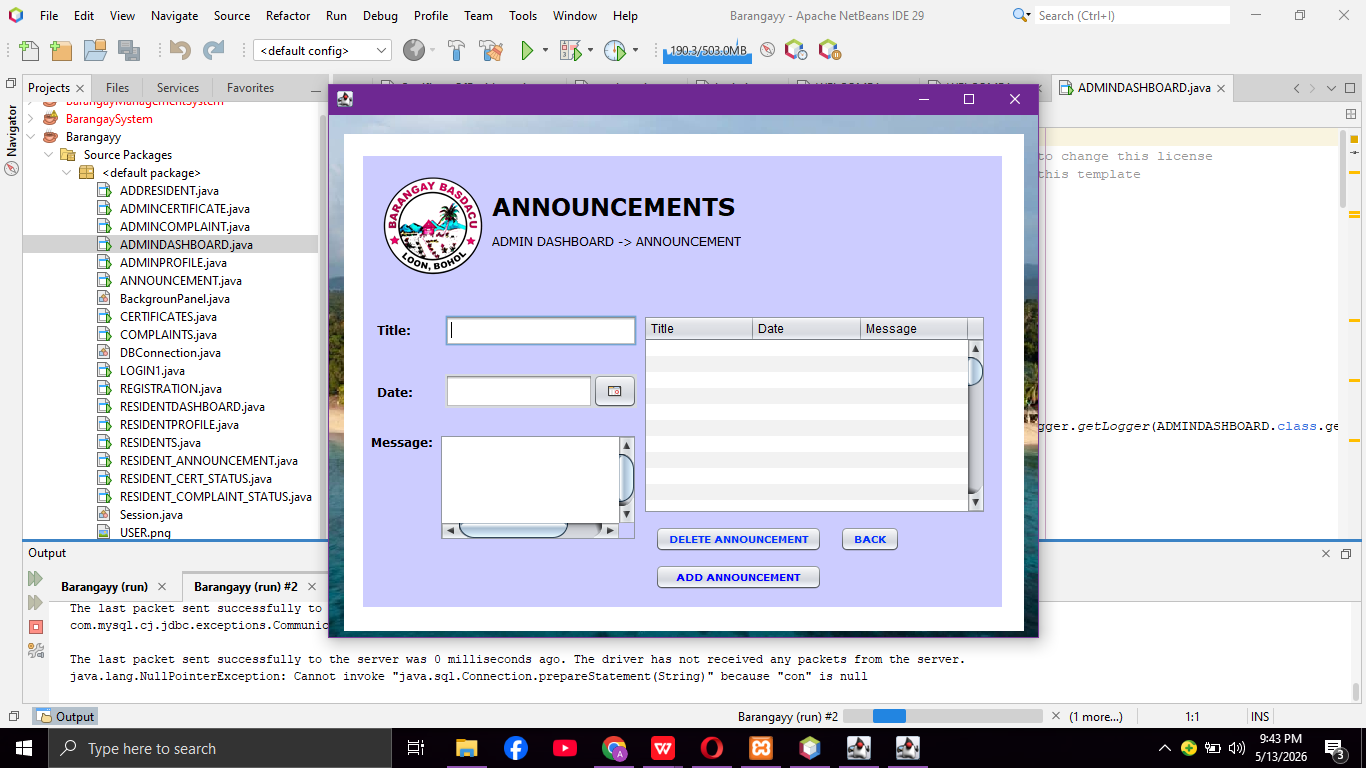 File Edit View Navigate Source Refactor Run Debug Profile Team Tools Window Help
Barangayy - Apache NetBeans IDE 29
Search (Ctrl+I)
<default config>
190.3/503.0MB
Projects Files Services Favorites
ADMINDASHBOARD.java
Navigator
BarangayManagementSystem
BarangaySystem
Barangayy
Source Packages
<default package>
ADDRESIDENT.java
ADMINCERTIFICATE.java
ADMINCOMPLAINT.java
ADMINDASHBOARD.java
ADMINPROFILE.java
ANNOUNCEMENT.java
BackgrounPanel.java
CERTIFICATES.java
COMPLAINTS.java
DBConnection.java
LOGIN1.java
REGISTRATION.java
RESIDENTDASHBOARD.java
RESIDENTPROFILE.java
RESIDENTS.java
RESIDENT_ANNOUNCEMENT.java
RESIDENT_CERT_STATUS.java
RESIDENT_COMPLAINT_STATUS.java
Session.java
USER.png
to change this license
this template
gger.getLogger(ADMINDASHBOARD.class.ge
BARANGAY BASDACU
LOON, BOHOL
ANNOUNCEMENTS
ADMIN DASHBOARD -> ANNOUNCEMENT
Title:
Date:
Message:
Title Date Message
DELETE ANNOUNCEMENT BACK
ADD ANNOUNCEMENT
Output
Barangayy (run) Barangayy (run) #2
The last packet sent successfully to
com.mysql.cj.jdbc.exceptions.Communic
The last packet sent successfully to the server was 0 milliseconds ago. The driver has not received any packets from the server.
java.lang.NullPointerException: Cannot invoke "java.sql.Connection.prepareStatement(String)" because "con" is null
Output
Barangayy (run) #2
(1 more...)
1:1
INS
Type here to search
9:43 PM
5/13/2026
3